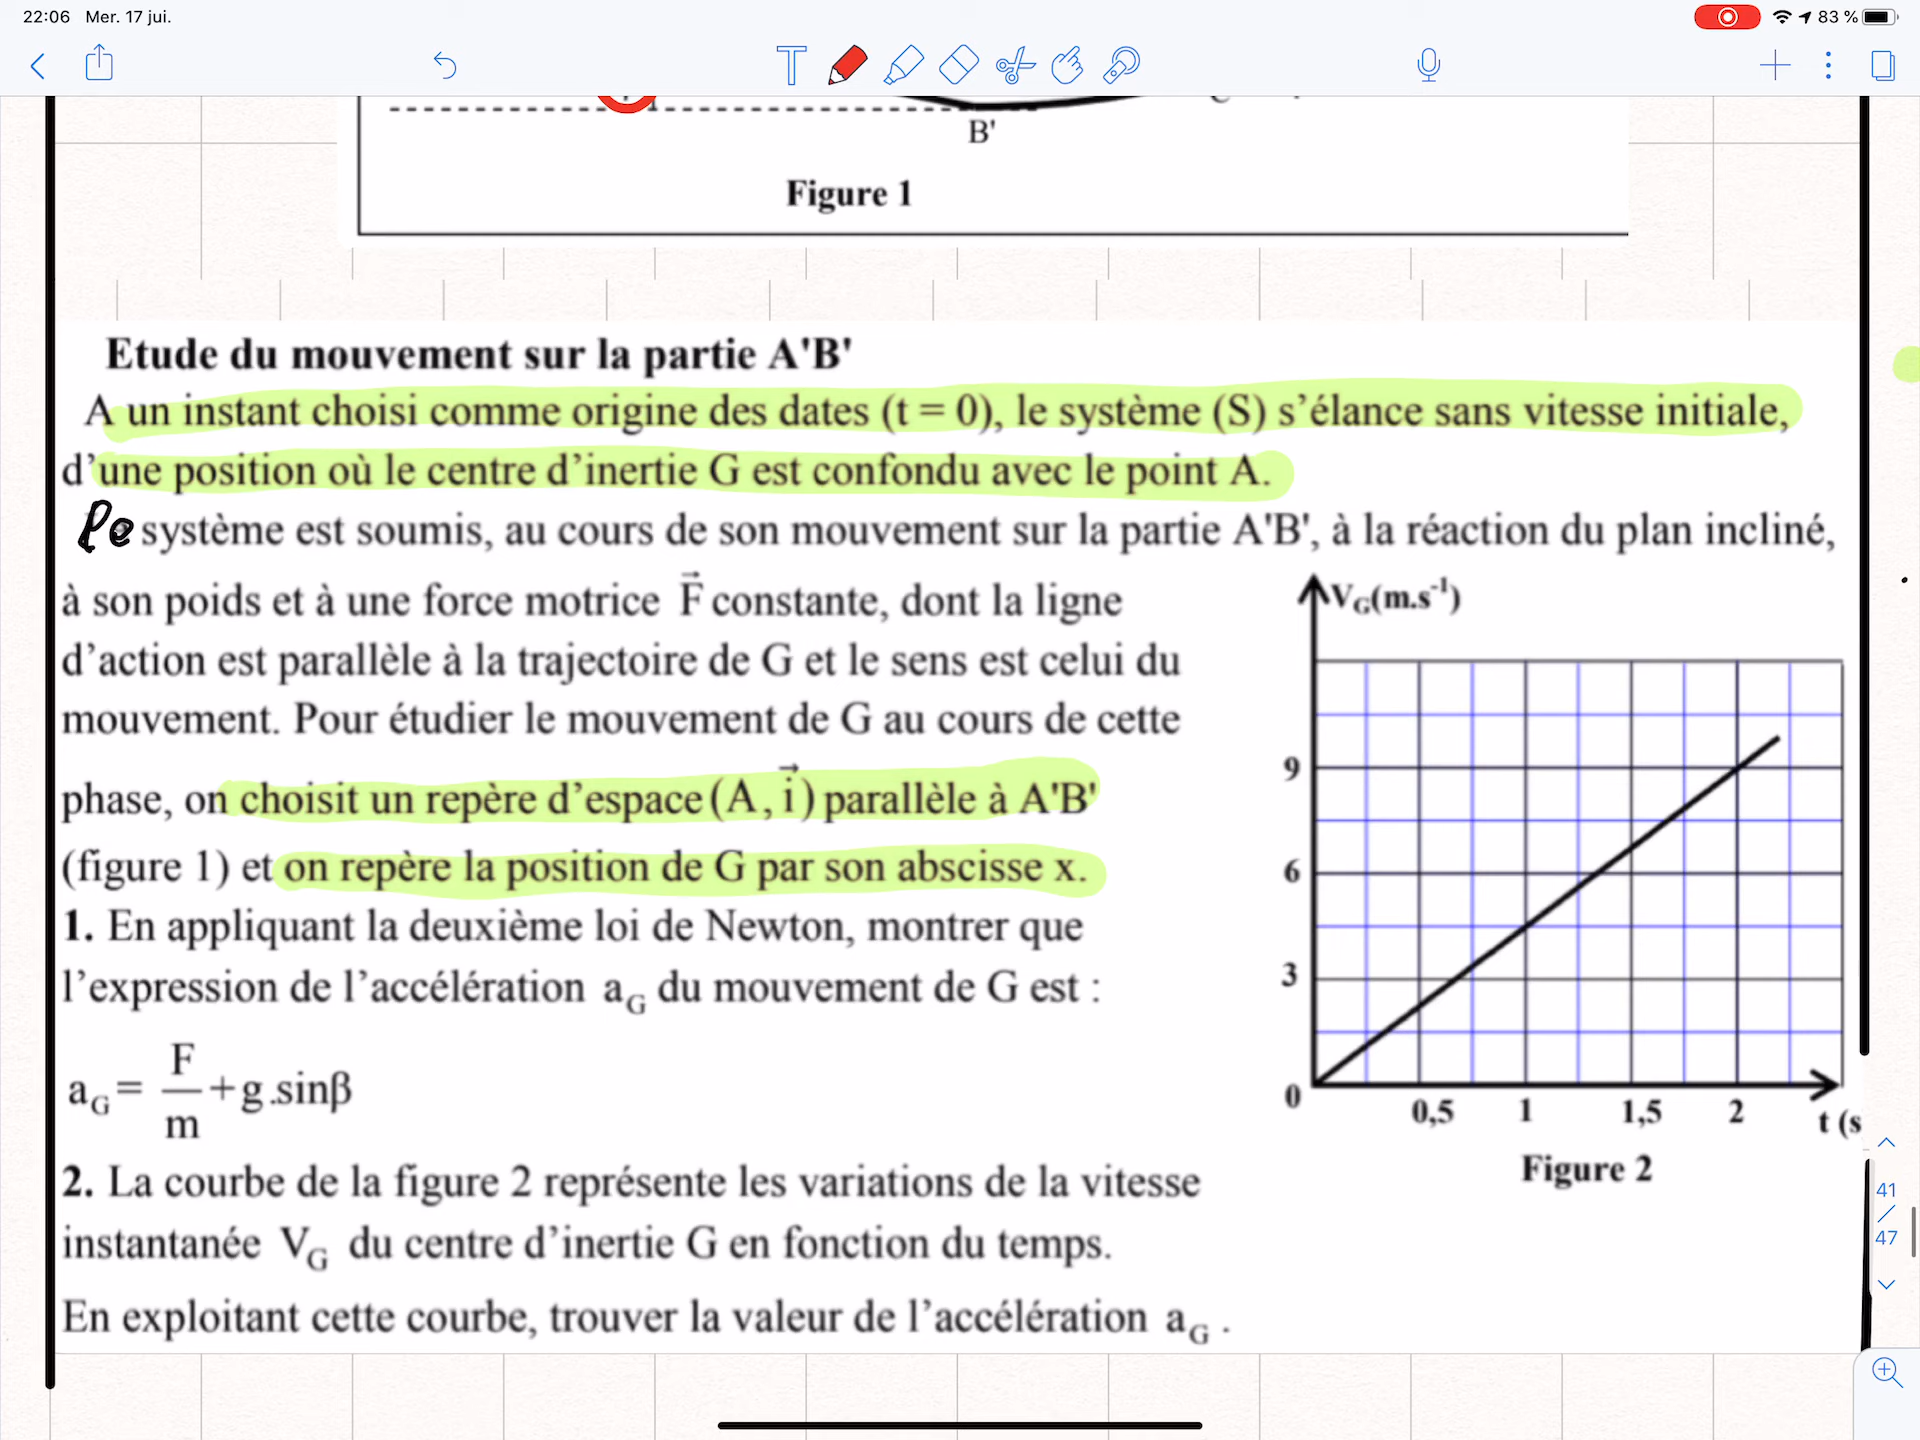 22:06 Mer. 17 jui.
83 %
B'
Figure 1
Etude du mouvement sur la partie A'B'
A un instant choisi comme origine des dates (t = 0), le système (S) s'élance sans vitesse initiale,
d'une position où le centre d'inertie G est confondu avec le point A.
le système est soumis, au cours de son mouvement sur la partie A'B', à la réaction du plan incliné,
à son poids et à une force motrice F⃗ constante, dont la ligne
d'action est parallèle à la trajectoire de G et le sens est celui du
mouvement. Pour étudier le mouvement de G au cours de cette
phase, on choisit un repère d'espace (A, i⃗) parallèle à A'B'
(figure 1) et on repère la position de G par son abscisse x.
1. En appliquant la deuxième loi de Newton, montrer que
l'expression de l'accélération a_G du mouvement de G est :
a_G = F/m + g.sinβ
2. La courbe de la figure 2 représente les variations de la vitesse
instantanée V_G du centre d'inertie G en fonction du temps.
En exploitant cette courbe, trouver la valeur de l'accélération a_G .
V_G(m.s⁻¹)
9
6
3
0
0,5 1 1,5 2 t (s
Figure 2
41
/
47